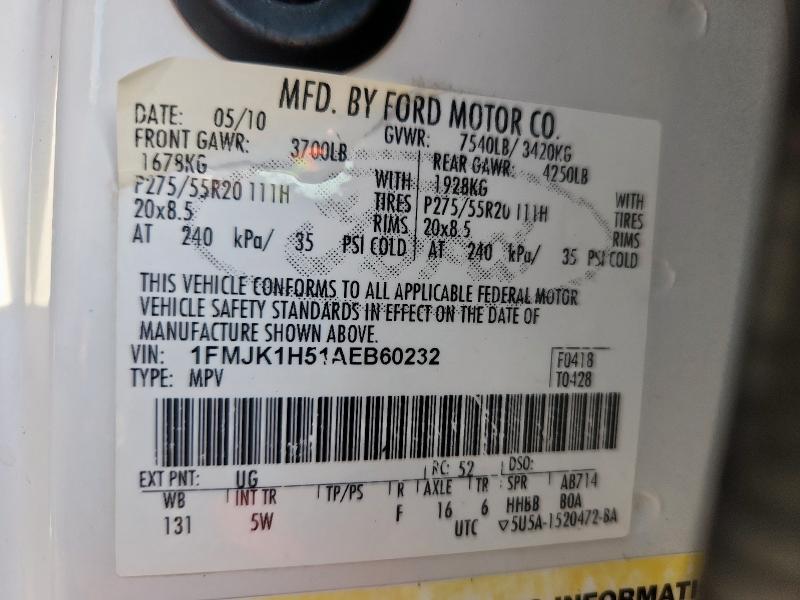 MFD. BY FORD MOTOR CO.
DATE: 05/10 GVWR: 7540LB/ 3420KG
FRONT GAWR: 3700LB REAR GAWR: 4250LB
1678KG WITH 1928KG WITH
P275/55R20 111H TIRES P275/55R20 111H TIRES
20x8.5 RIMS 20x8.5 RIMS
AT 240 kPa/ 35 PSI COLD AT 240 kPa/ 35 PSI COLD
THIS VEHICLE CONFORMS TO ALL APPLICABLE FEDERAL MOTOR
VEHICLE SAFETY STANDARDS IN EFFECT ON THE DATE OF
MANUFACTURE SHOWN ABOVE.
VIN: 1FMJK1H51AEB60232 F0418
TYPE: MPV T0428
EXT PNT: UG RC: 52 DSO:
WB INT TR TP/PS R AXLE TR SPR AB714
131 5W F 16 6 HHBB BOA
UTC ▽5U5A-1520472-BA
INFORMATI